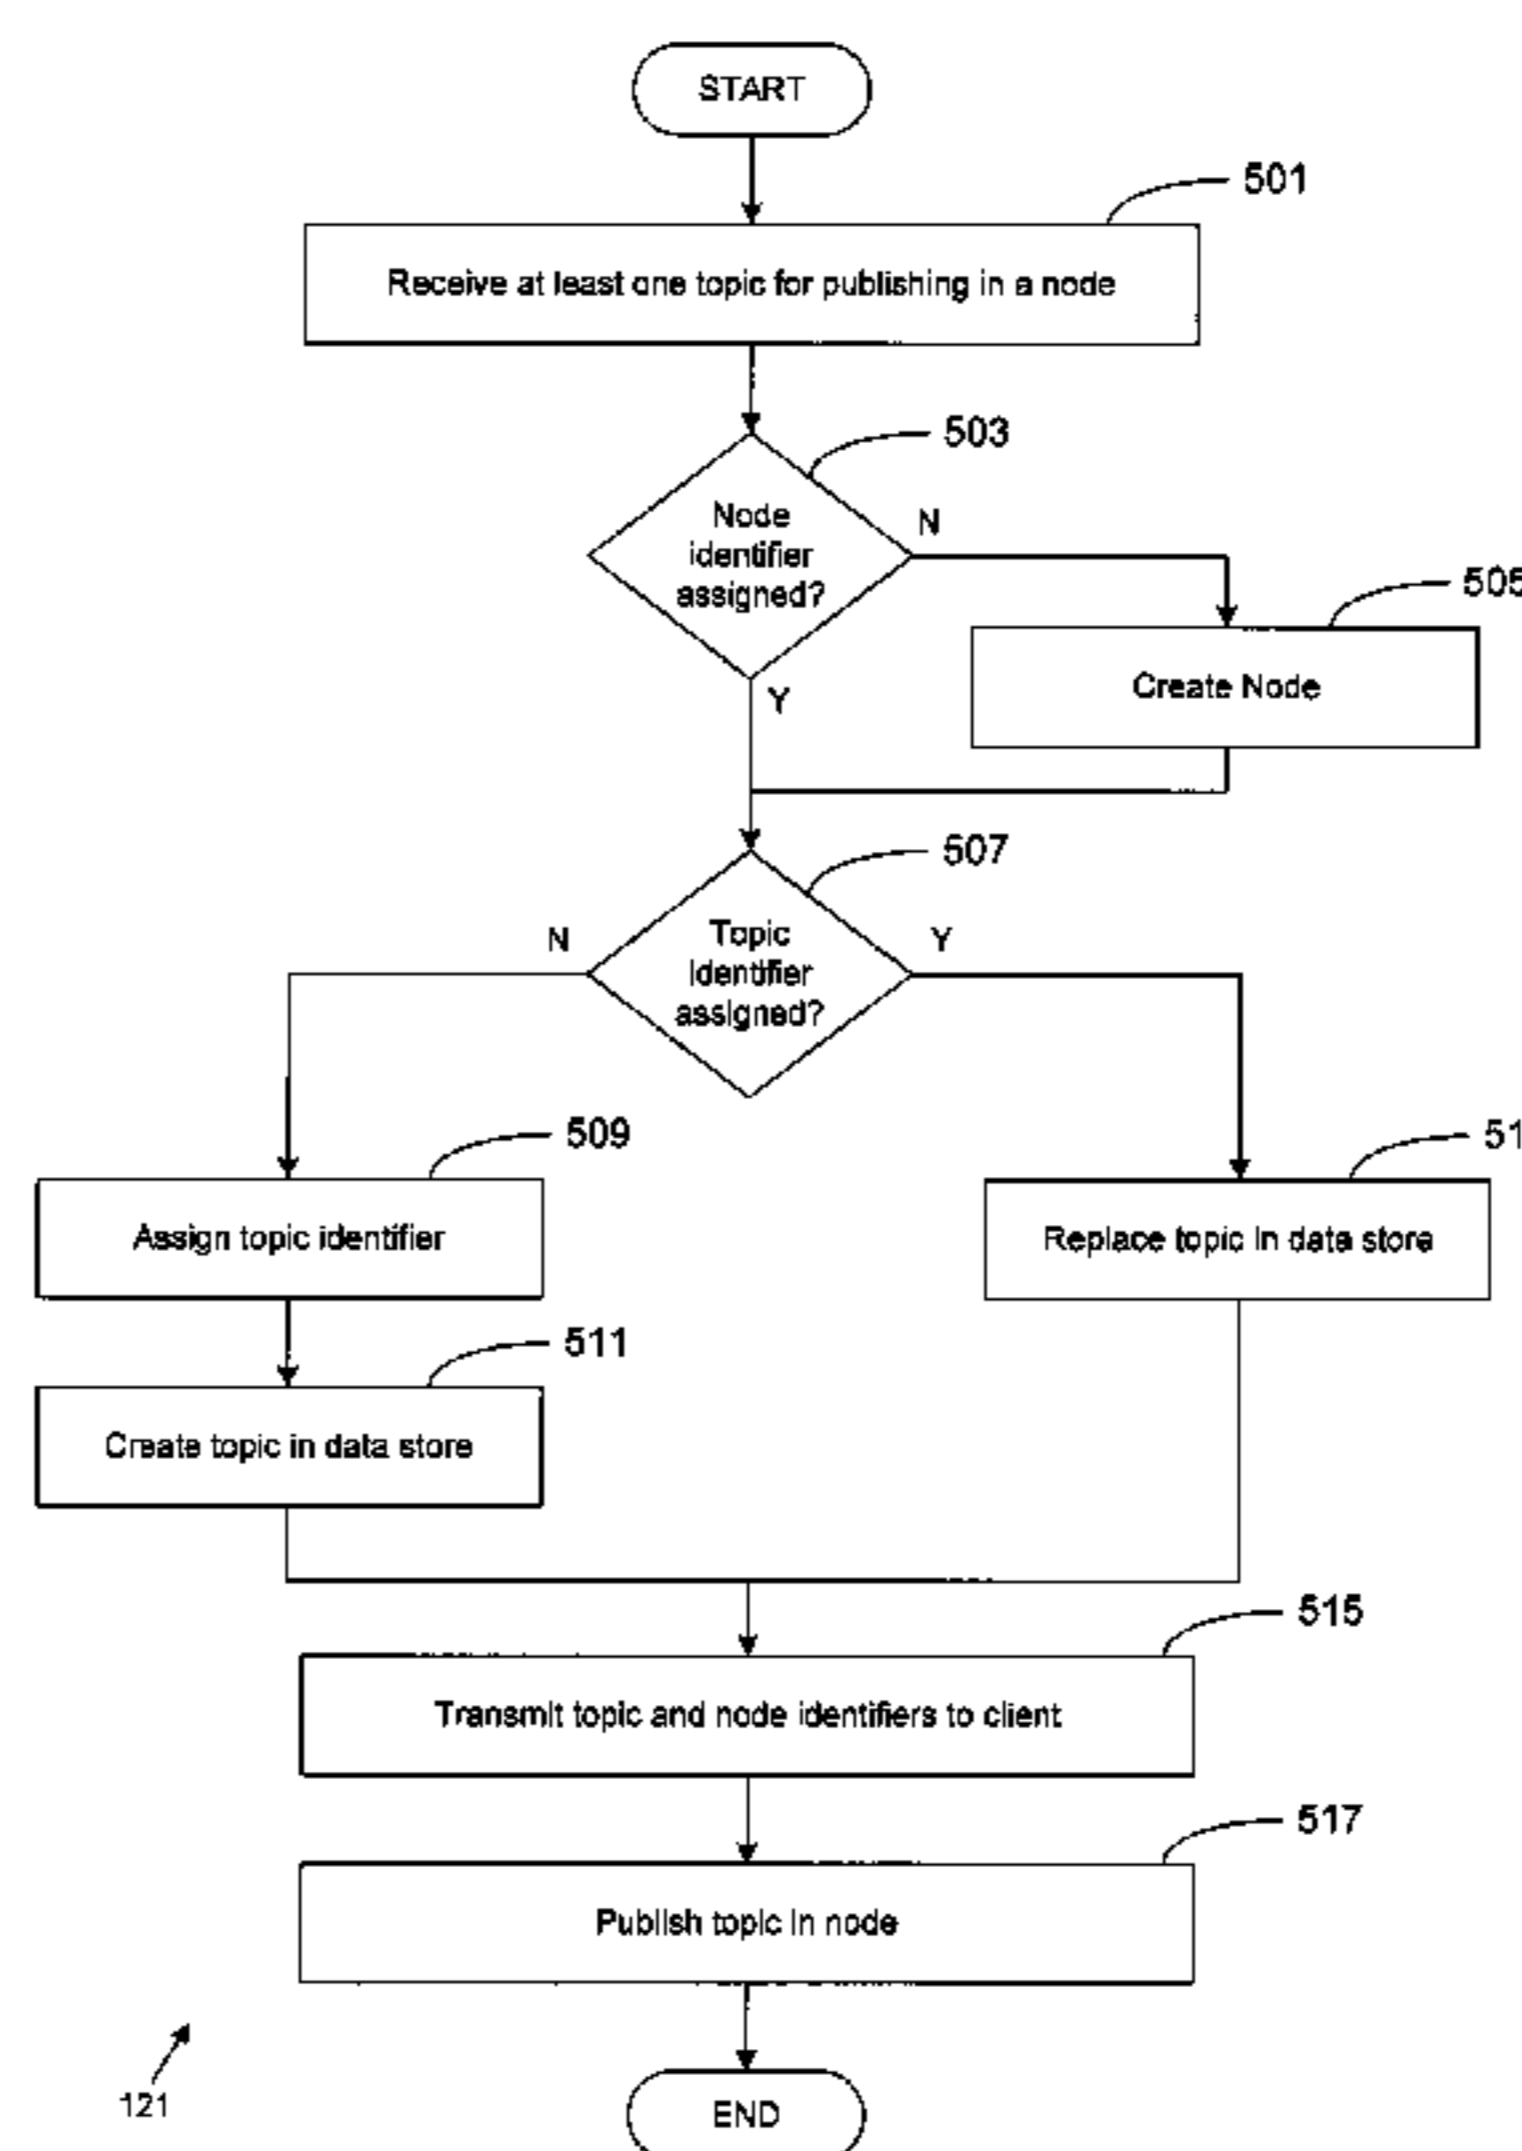 START
501
Receive at least one topic for publishing in a node
503
Node
identifier
assigned?
N
505
Create Node
Y
507
N
Topic
identifier
assigned?
Y
509
51
Assign topic identifier
Replace topic in data store
511
Create topic in data store
515
Transmit topic and node identifiers to client
517
Publish topic in node
121
END